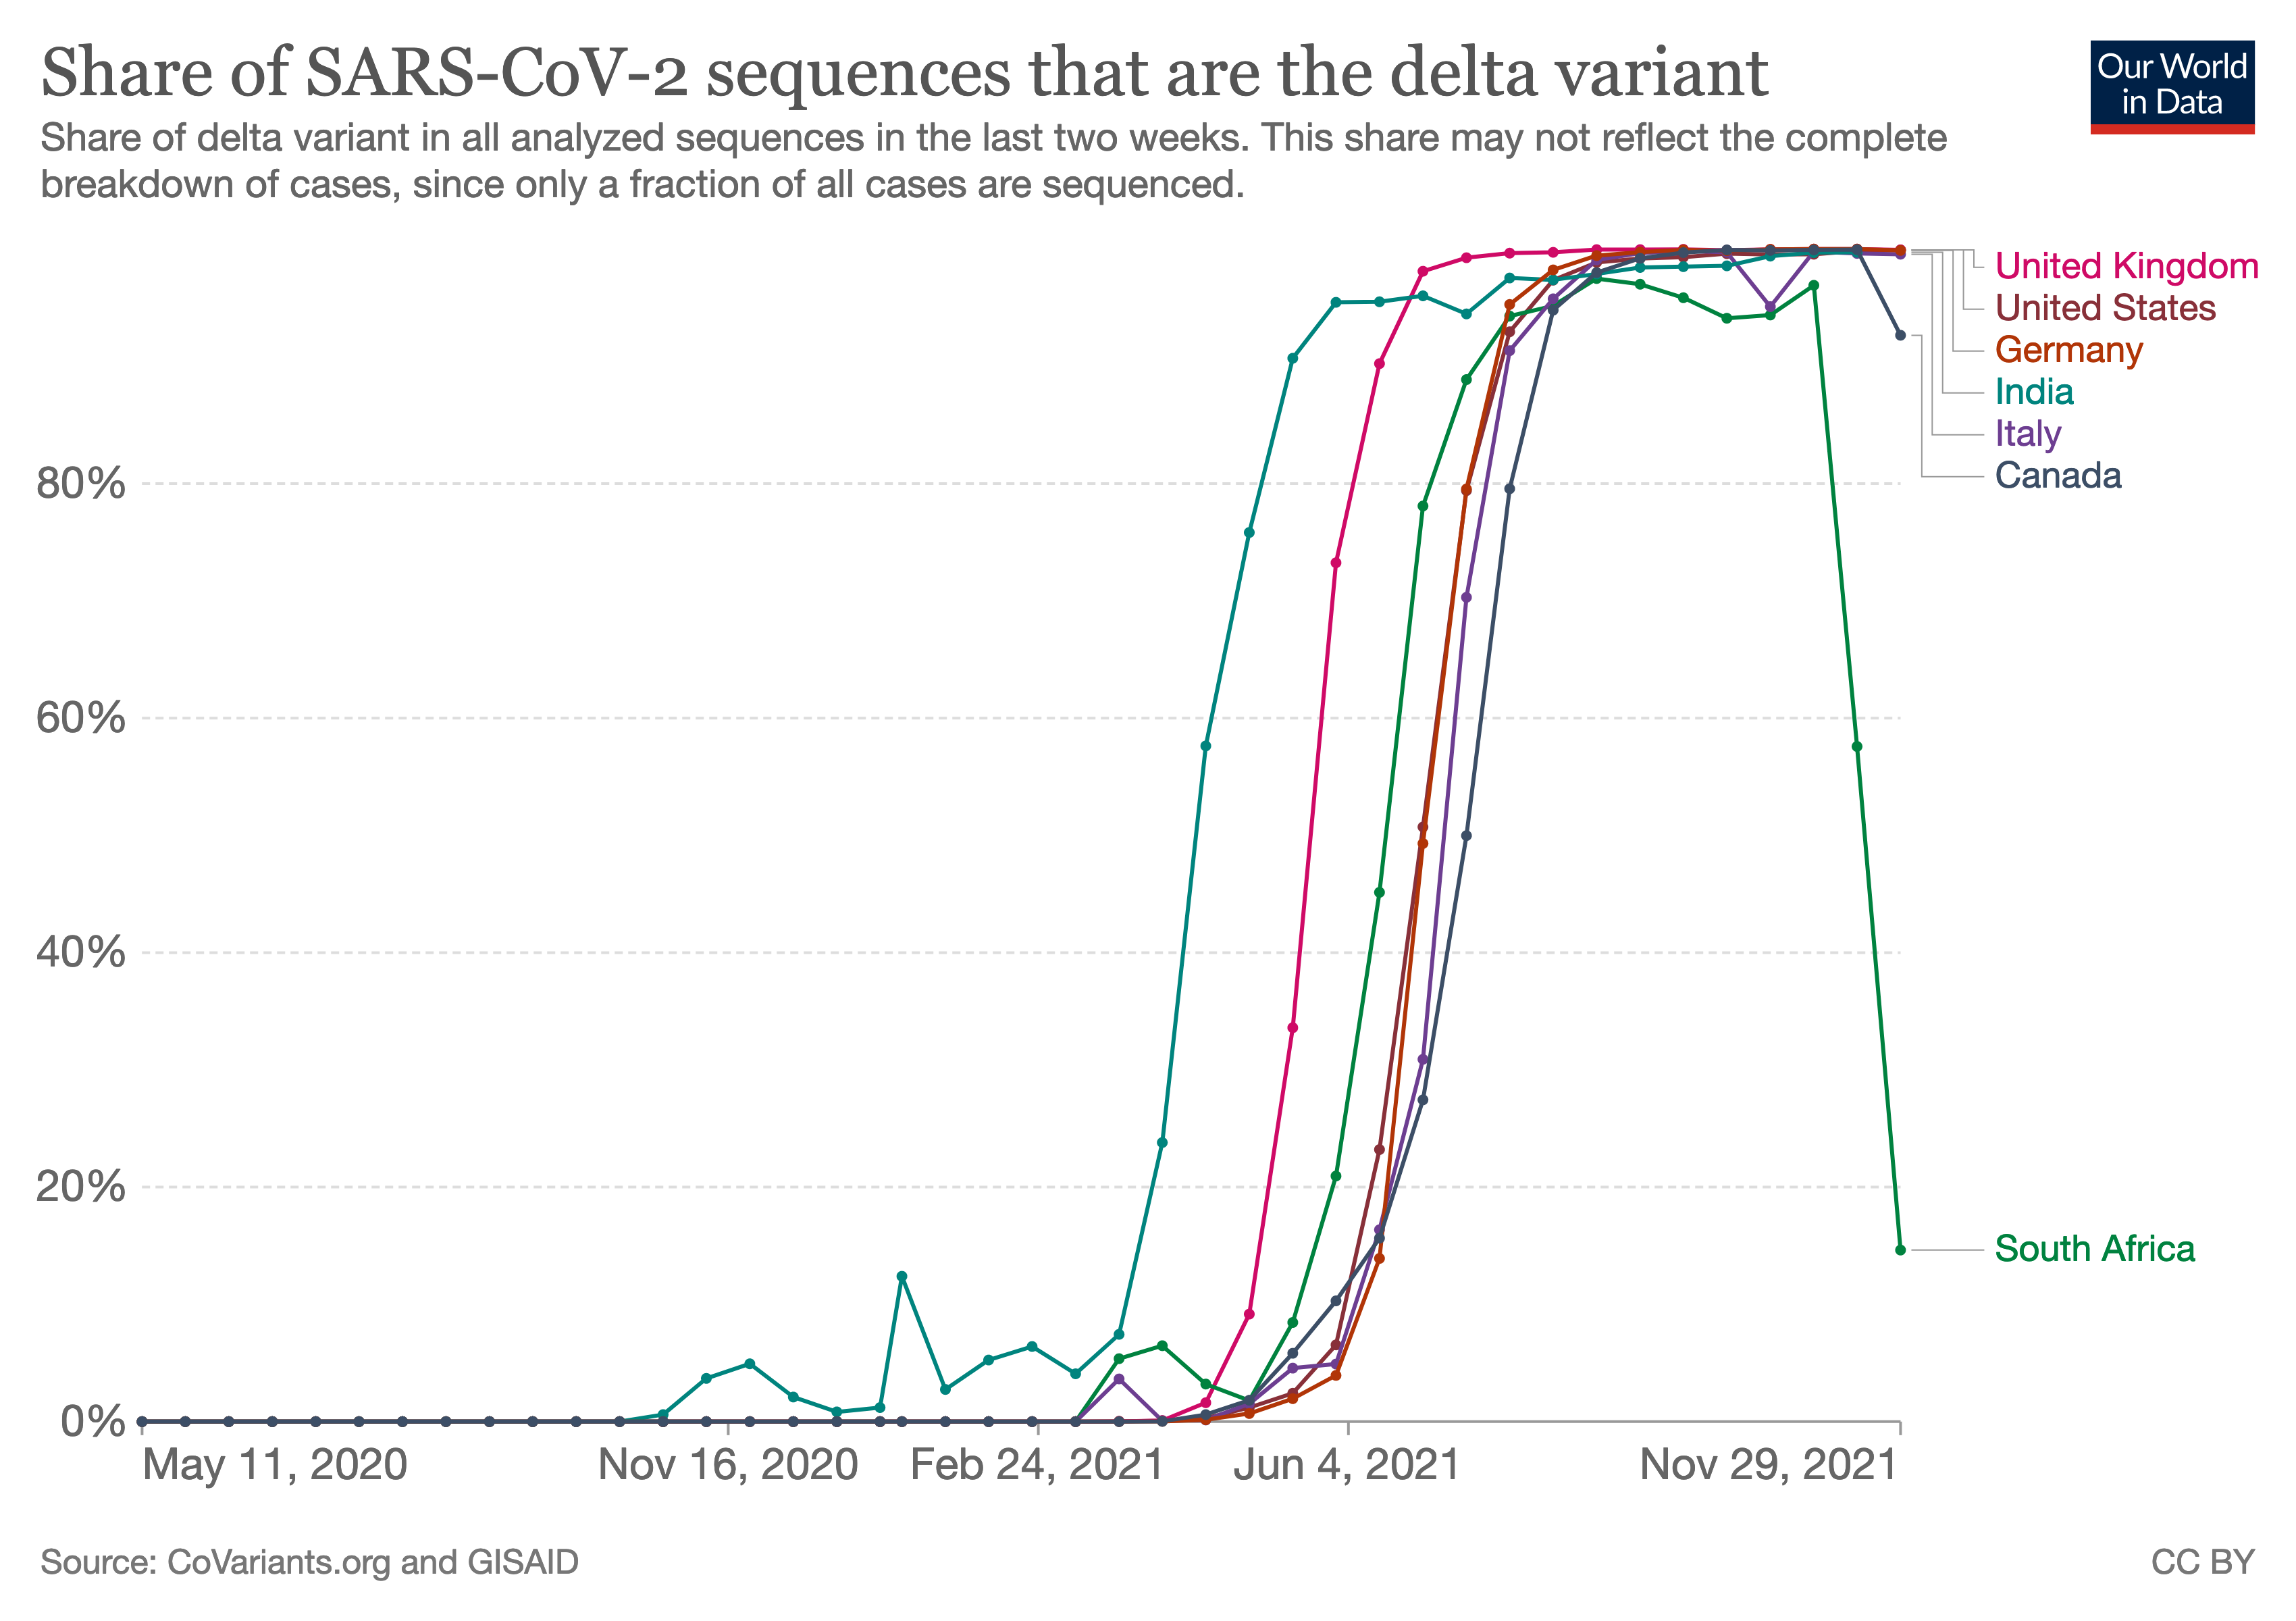 Share of SARS-CoV-2 sequences that are the delta variant
Our World
in Data
Share of delta variant in all analyzed sequences in the last two weeks. This share may not reflect the complete
breakdown of cases, since only a fraction of all cases are sequenced.
United Kingdom
United States
Germany
India
Italy
Canada
80%
60%
40%
20%
South Africa
0%
May 11, 2020
Nov 16, 2020
Feb 24, 2021
Jun 4, 2021
Nov 29, 2021
Source: CoVariants.org and GISAID
CC BY